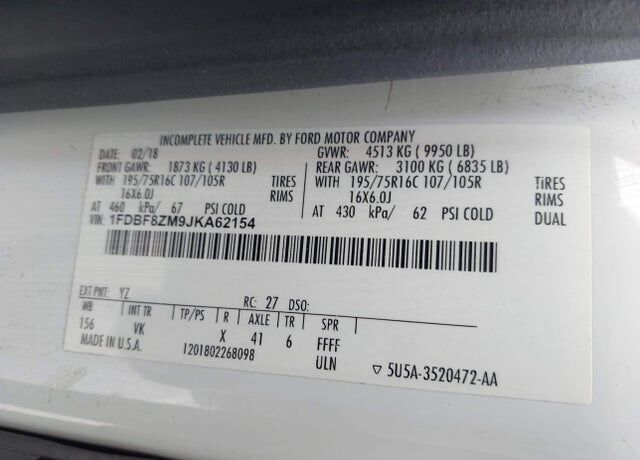 INCOMPLETE VEHICLE MFD. BY FORD MOTOR COMPANY
DATE: 02/18 GVWR: 4513 KG ( 9950 LB)
FRONT GAWR: 1873 KG ( 4130 LB) REAR GAWR: 3100 KG ( 6835 LB)
WITH 195/75R16C 107/105R TIRES WITH 195/75R16C 107/105R TIRES
16X6.0J RIMS 16X6.0J RIMS
AT 460 kPa/ 67 PSI COLD AT 430 kPa/ 62 PSI COLD DUAL
VIN: 1FDBF8ZM9JKA62154
EXT PNT: YZ RC: 27 DSO:
WB INT TR TP/PS R AXLE TR SPR
156 VK X 41 6 FFFF
MADE IN U.S.A. 1201802268098 ULN ▽ 5U5A-3520472-AA